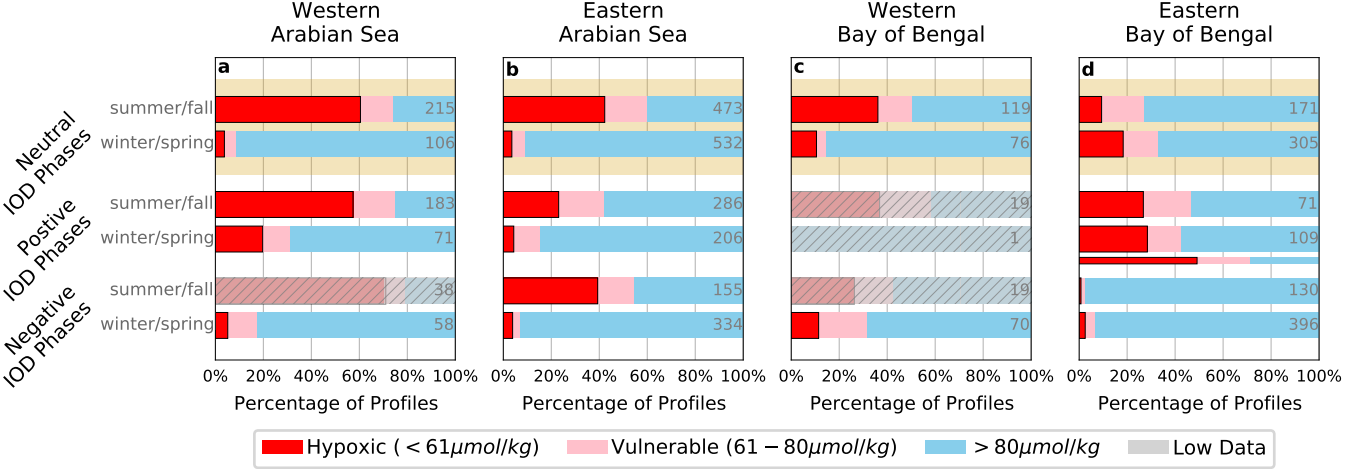 Western
Arabian Sea
Eastern
Arabian Sea
Western
Bay of Bengal
Eastern
Bay of Bengal
a
b
c
d
Neutral
IOD Phases
summer/fall
215
473
119
171
winter/spring
106
532
76
305
Postive
IOD Phases
summer/fall
183
286
19
71
winter/spring
71
206
1
109
Negative
IOD Phases
summer/fall
38
155
19
130
winter/spring
58
334
70
396
0% 20% 40% 60% 80% 100%
0% 20% 40% 60% 80% 100%
0% 20% 40% 60% 80% 100%
0% 20% 40% 60% 80% 100%
Percentage of Profiles
Percentage of Profiles
Percentage of Profiles
Percentage of Profiles
Hypoxic ( < 61μmol/kg)
Vulnerable (61 − 80μmol/kg)
> 80μmol/kg
Low Data